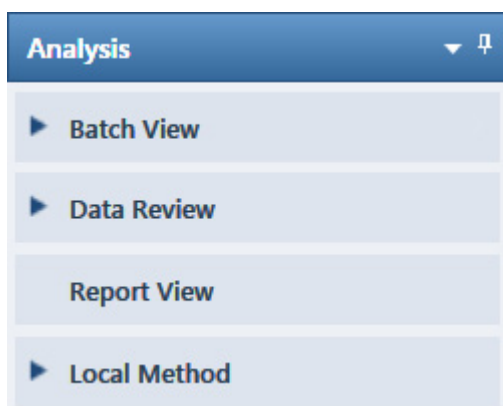 Analysis
Batch View
Data Review
Report View
Local Method